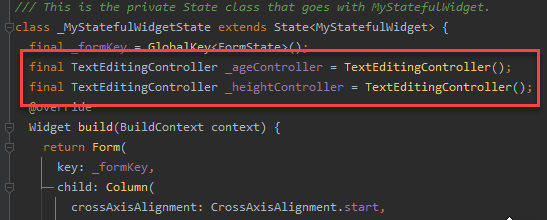 /// This is the private State class that goes with MyStatefulWidget.
class _MyStatefulWidgetState extends State<MyStatefulWidget> {
final _formKey = GlobalKey<FormState>();
final TextEditingController _ageController = TextEditingController();
final TextEditingController _heightController = TextEditingController();
@override
Widget build(BuildContext context) {
return Form(
key: _formKey,
child: Column(
crossAxisAlignment: CrossAxisAlignment.start,